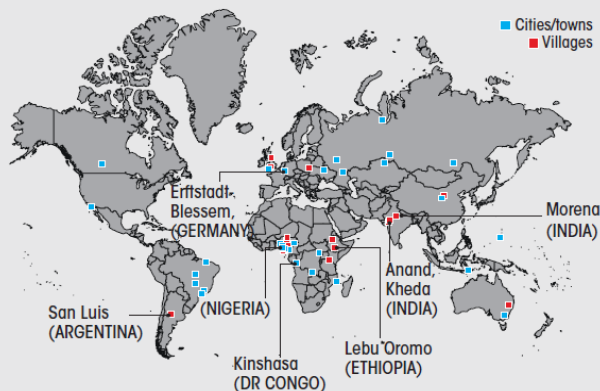 Cities/towns
Villages
Erftstadt-
Blessem,
(GERMANY)
Morena
(INDIA)
Anand,
Kheda
(INDIA)
San Luis
(ARGENTINA)
(NIGERIA)
Kinshasa
(DR CONGO)
Lebu Oromo
(ETHIOPIA)